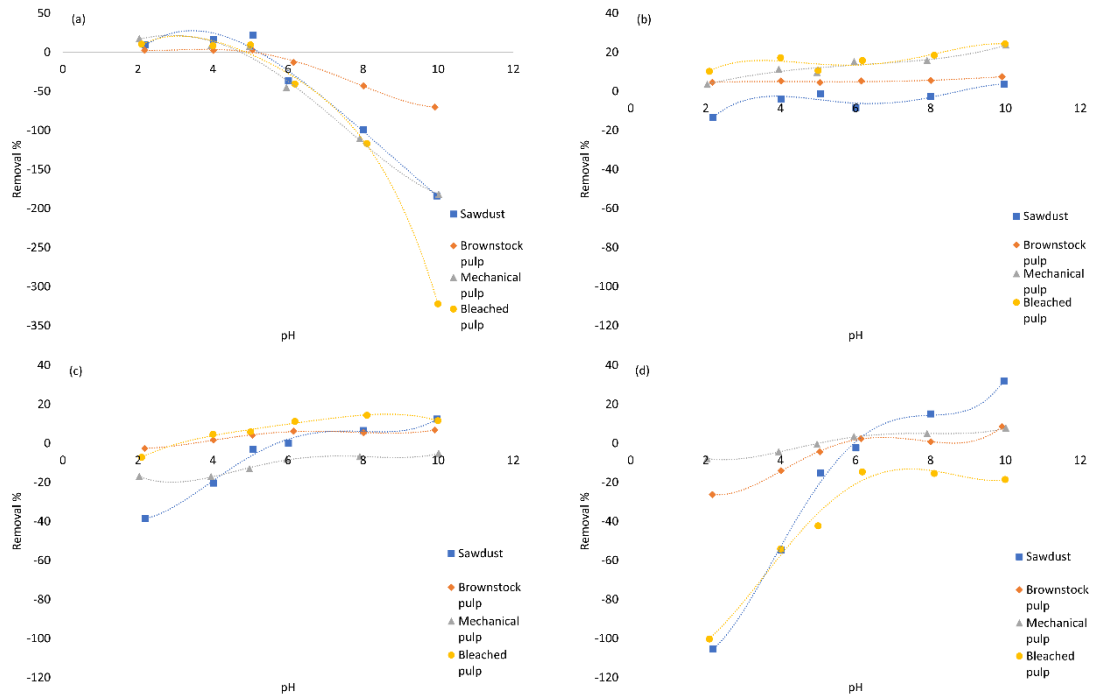 (a)
50
0
-50
-100
-150
-200
-250
-300
-350
0 2 4 6 8 10 12
Removal %
pH
Sawdust
Brownstock
pulp
Mechanical
pulp
Bleached
pulp
(b)
40
20
0
-20
-40
-60
-80
-100
-120
0 2 4 6 8 10 12
Removal %
pH
Sawdust
Brownstock
pulp
Mechanical
pulp
Bleached
pulp
(c)
40
20
0
-20
-40
-60
-80
-100
-120
0 2 4 6 8 10 12
Removal %
pH
Sawdust
Brownstock
pulp
Mechanical
pulp
Bleached
pulp
(d)
40
20
0
-20
-40
-60
-80
-100
-120
0 2 4 6 8 10 12
Removal %
pH
Sawdust
Brownstock
pulp
Mechanical
pulp
Bleached
pulp